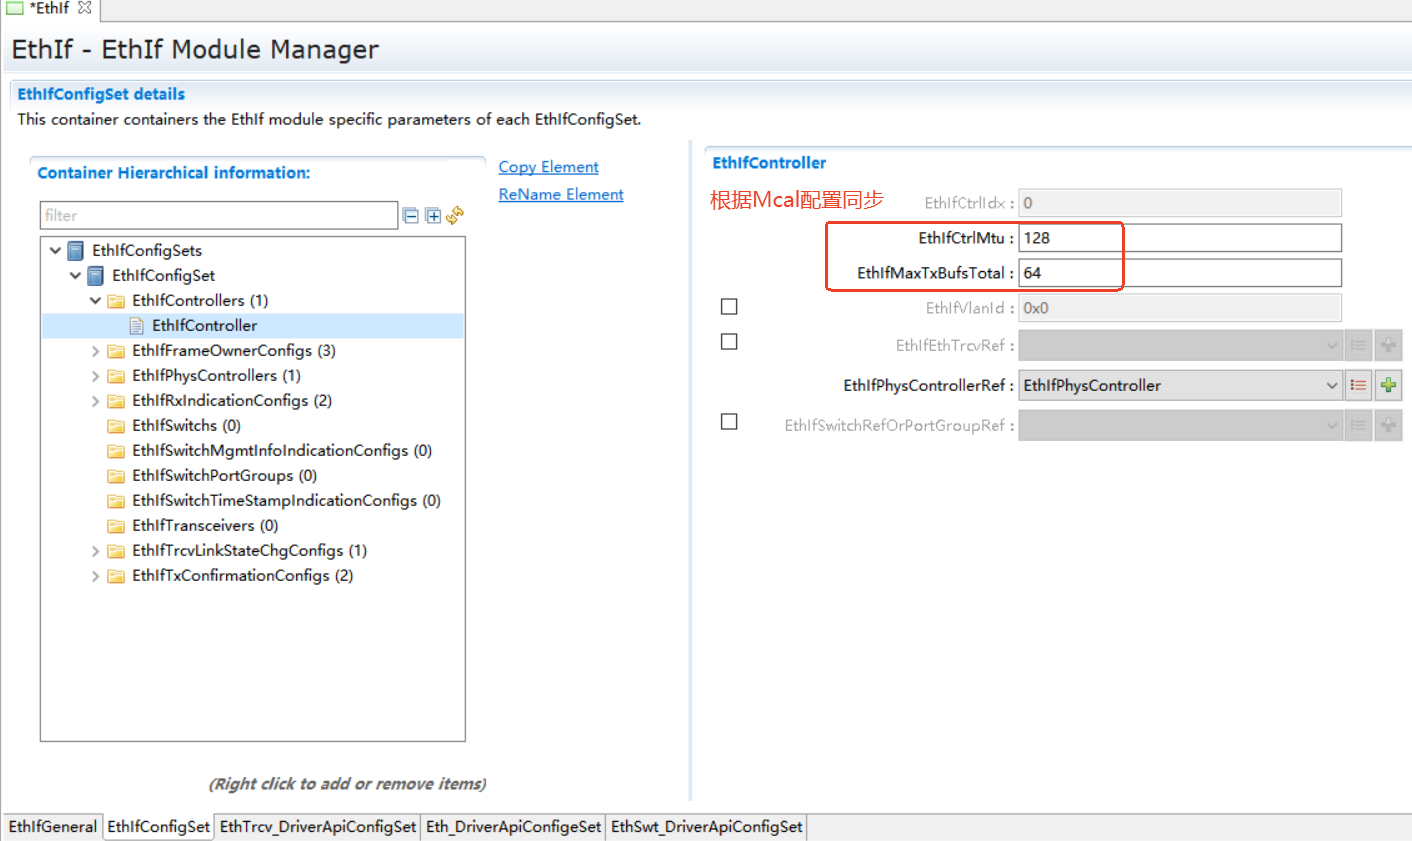 *EthIf
EthIf - EthIf Module Manager
EthIfConfigSet details
This container containers the EthIf module specific parameters of each EthIfConfigSet.
Container Hierarchical information:
Copy Element
ReName Element
filter
EthIfConfigSets
EthIfConfigSet
EthIfControllers (1)
EthIfController
EthIfFrameOwnerConfigs (3)
EthIfPhysControllers (1)
EthIfRxIndicationConfigs (2)
EthIfSwitchs (0)
EthIfSwitchMgmtInfoIndicationConfigs (0)
EthIfSwitchPortGroups (0)
EthIfSwitchTimeStampIndicationConfigs (0)
EthIfTransceivers (0)
EthIfTrcvLinkStateChgConfigs (1)
EthIfTxConfirmationConfigs (2)
(Right click to add or remove items)
EthIfController
根据Mcal配置同步
EthIfCtrlIdx : 0
EthIfCtrlMtu : 128
EthIfMaxTxBufsTotal : 64
EthIfVlanId : 0x0
EthIfEthTrcvRef :
EthIfPhysControllerRef : EthIfPhysController
EthIfSwitchRefOrPortGroupRef :
EthIfGeneral EthIfConfigSet EthTrcv_DriverApiConfigSet Eth_DriverApiConfigeSet EthSwt_DriverApiConfigSet